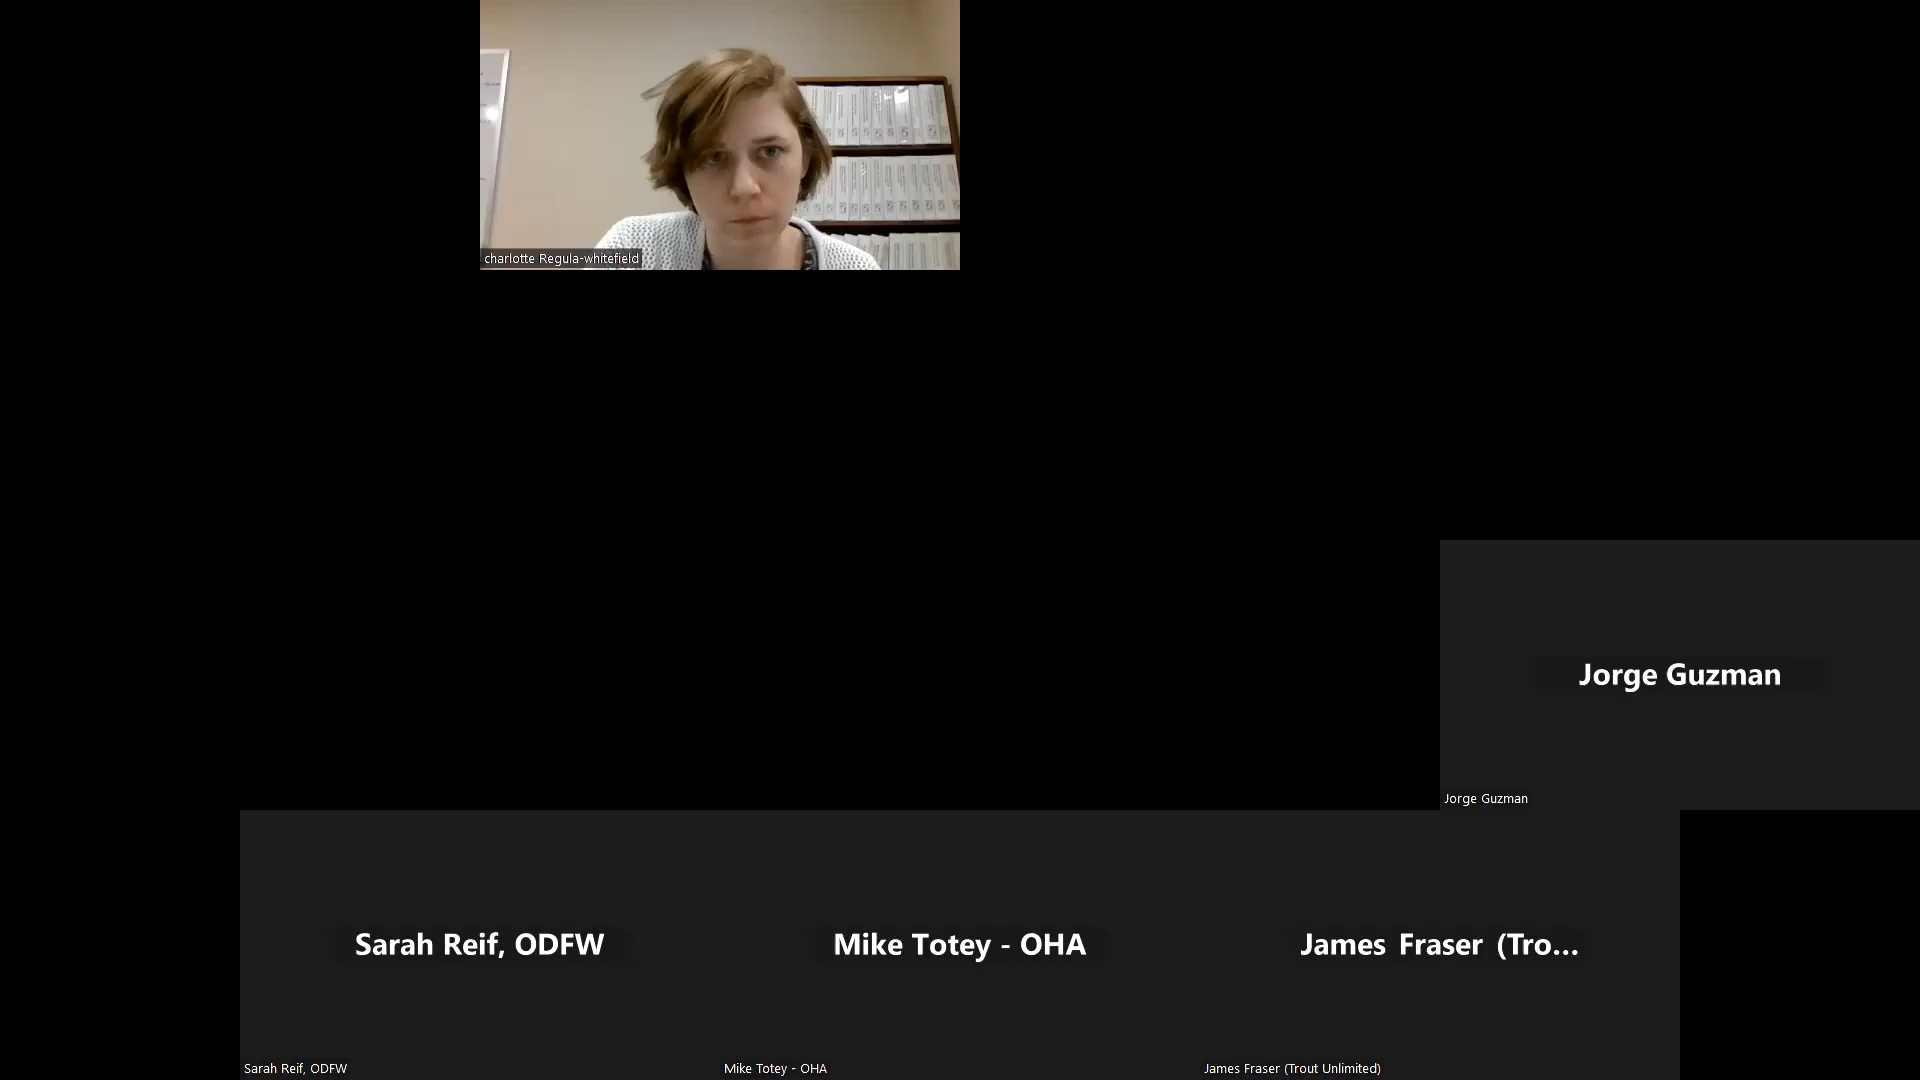 charlotte Regula-whitefield
Jorge Guzman
Jorge Guzman
Sarah Reif, ODFW
Mike Totey - OHA
James Fraser (Tro...
Sarah Reif, ODFW
Mike Totey - OHA
James Fraser (Trout Unlimited)